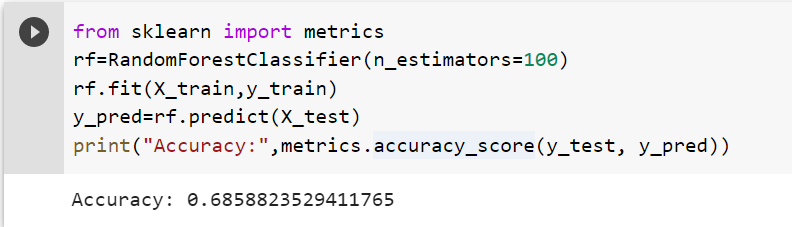 from sklearn import metrics
rf=RandomForestClassifier(n_estimators=100)
rf.fit(X_train,y_train)
y_pred=rf.predict(X_test)
print("Accuracy:",metrics.accuracy_score(y_test, y_pred))
Accuracy: 0.6858823529411765